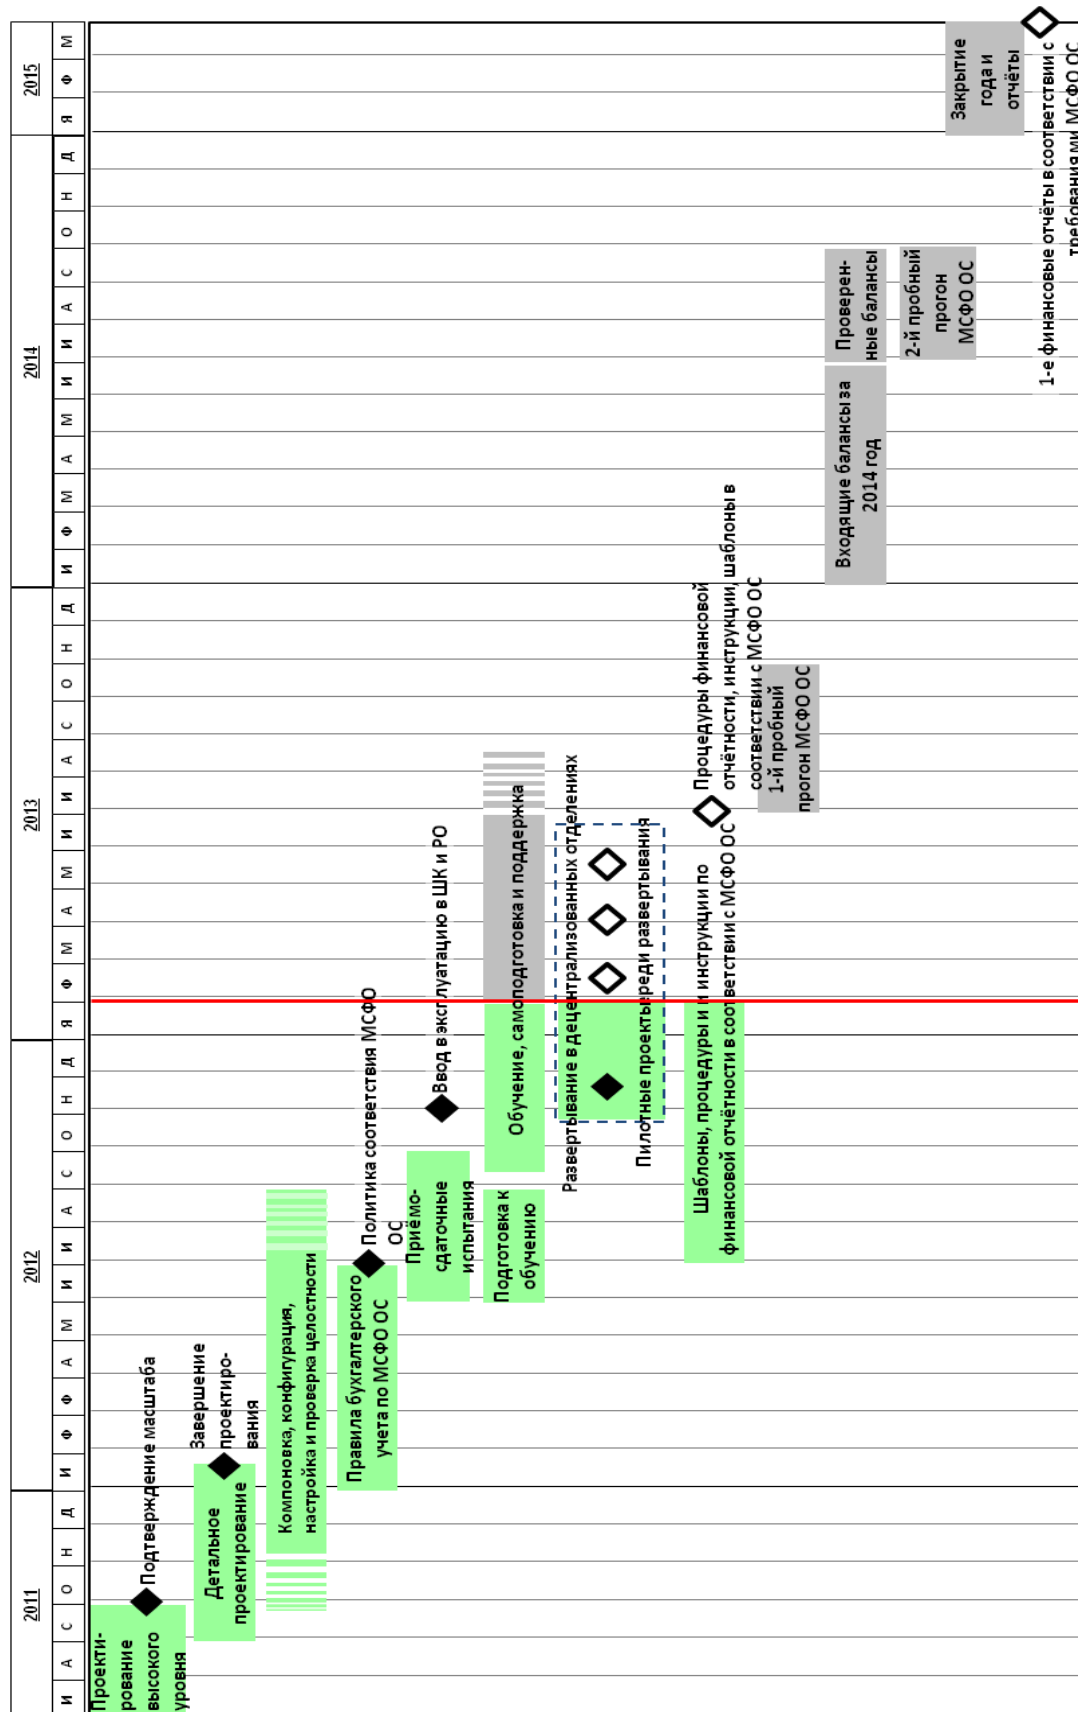 2011
2012
2013
2014
2015
И А С О Н Д И Ф Ф А М И И А С О Н Д Я Ф М А М И И А С О Н Д И Ф М А М И И А С О Н Д Я Ф М
Проекти-
рование
высокого
уровня
Подтверждение масштаба
Детальное
проектирование
Завершение
проектиро-
вания
Компоновка, конфигурация,
настройка и проверка целостности
Правила бухгалтерского
учета по МСФО ОС
Политика соответствия МСФО
ОС
Приёмо-
сдаточные
испытания
Ввод в эксплуатацию в ШК и РО
Подготовка к
обучению
Обучение, самоподготовка и поддержка
Развертывание в децентрализованных отделениях
Пилотные проекты
реди развертывания
Шаблоны, процедуры и и инструкции по
финансовой отчётности в соответствии с МСФО ОС
Процедуры финансовой
отчётности, инструкции, шаблоны в
соответствии с МСФО ОС
1-й пробный
прогон МСФО ОС
Входящие балансы за
2014 год
Проверен-
ные балансы
2-й пробный
прогон
МСФО ОС
Закрытие
года и
отчёты
1-е финансовые отчёты в соответствии с
требованиями МСФО ОС